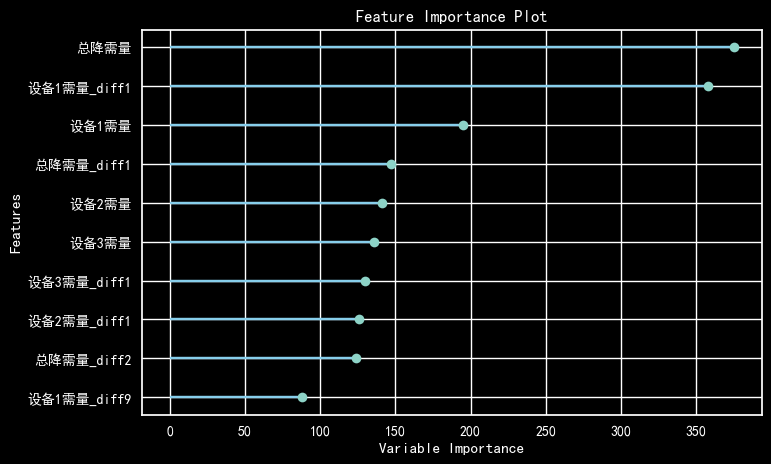 Feature Importance Plot
总降需量
设备1需量_diff1
设备1需量
总降需量_diff1
设备2需量
设备3需量
设备3需量_diff1
设备2需量_diff1
总降需量_diff2
设备1需量_diff9
Features
0 50 100 150 200 250 300 350
Variable Importance